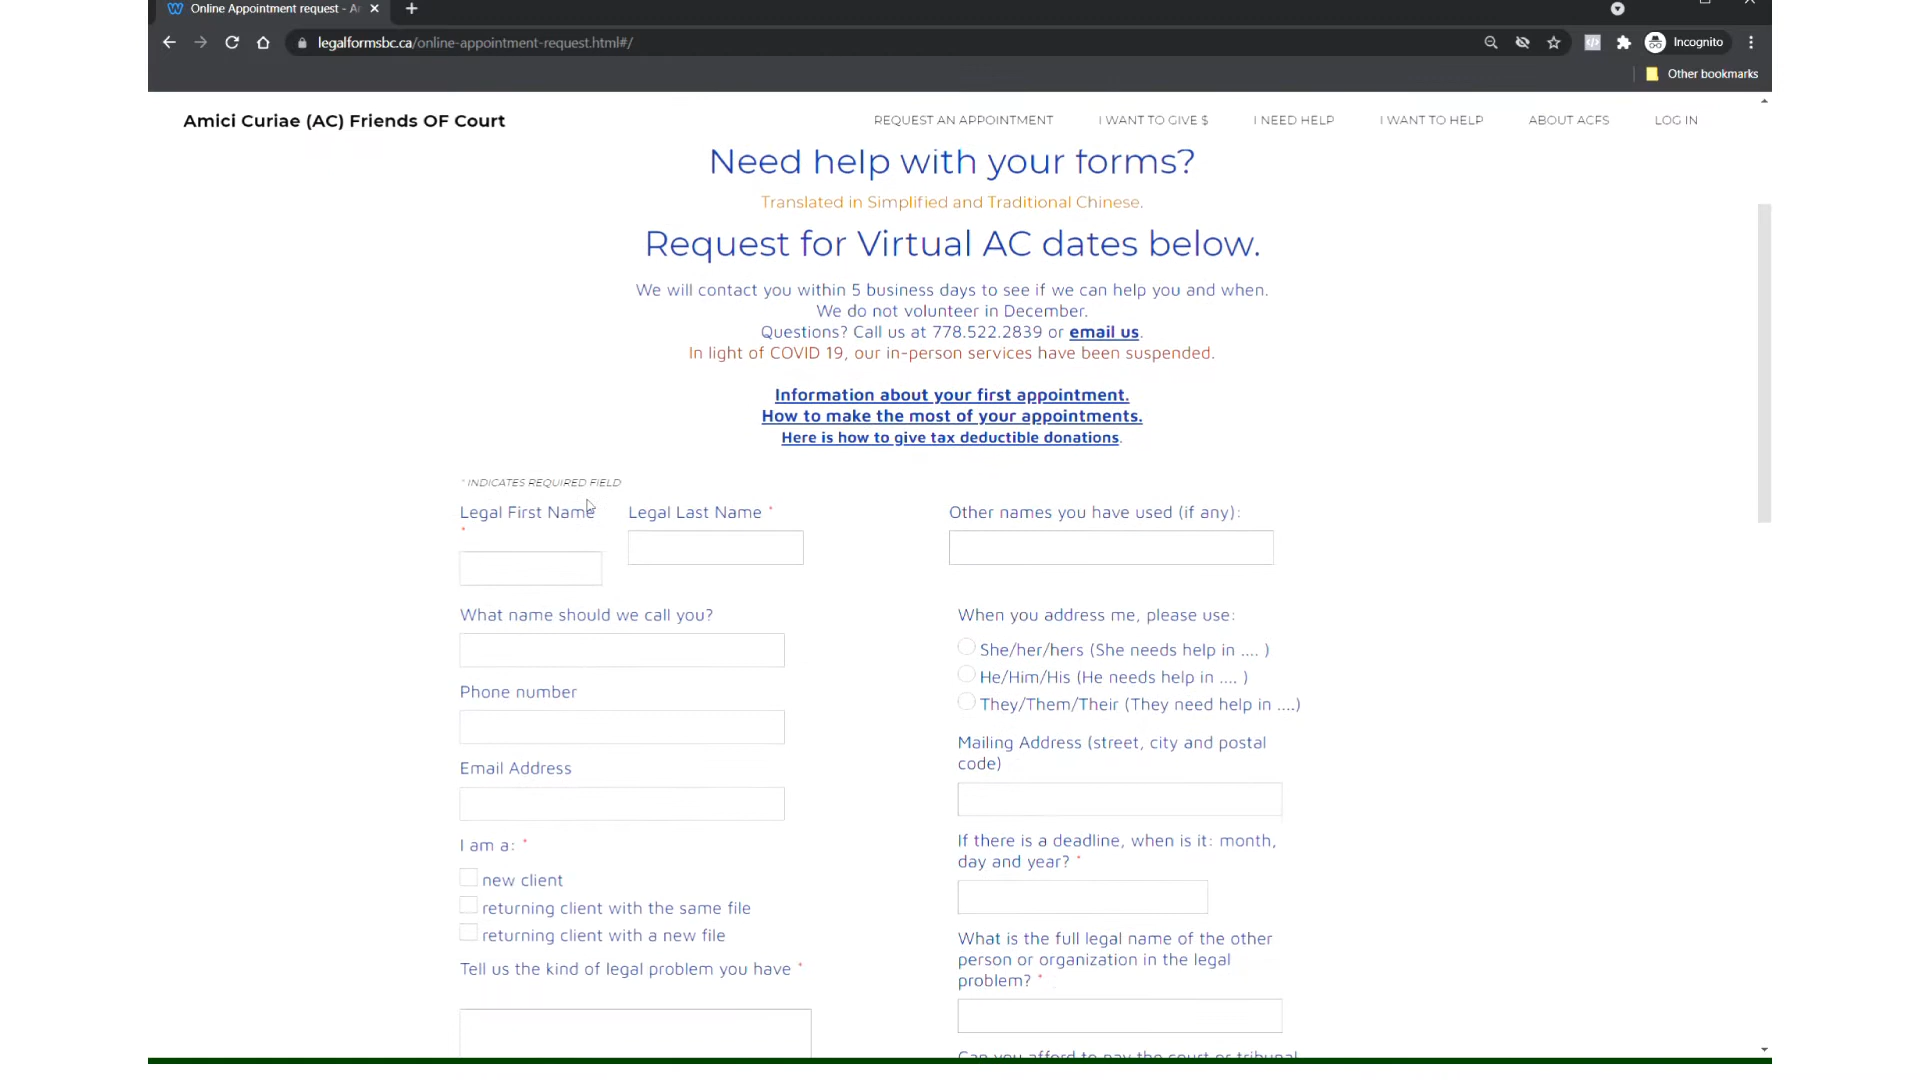 Online Appointment request - A
legalformsbc.ca/online-appointment-request.html#/
Incognito
Other bookmarks
Amici Curiae (AC) Friends OF Court
REQUEST AN APPOINTMENT
I WANT TO GIVE $
I NEED HELP
I WANT TO HELP
ABOUT ACFS
LOG IN
Need help with your forms?
Translated in Simplified and Traditional Chinese.
Request for Virtual AC dates below.
We will contact you within 5 business days to see if we can help you and when.
We do not volunteer in December.
Questions? Call us at 778.522.2839 or email us.
In light of COVID 19, our in-person services have been suspended.
Information about your first appointment.
How to make the most of your appointments.
Here is how to give tax deductible donations.
* INDICATES REQUIRED FIELD
Legal First Name
*
Legal Last Name *
Other names you have used (if any):
What name should we call you?
When you address me, please use:
She/her/hers (She needs help in .... )
He/Him/His (He needs help in .... )
They/Them/Their (They need help in ....)
Phone number
Mailing Address (street, city and postal
code)
Email Address
If there is a deadline, when is it: month,
day and year? *
I am a: *
new client
returning client with the same file
returning client with a new file
What is the full legal name of the other
person or organization in the legal
problem? *
Tell us the kind of legal problem you have *
Can you afford to pay the court or tribunal